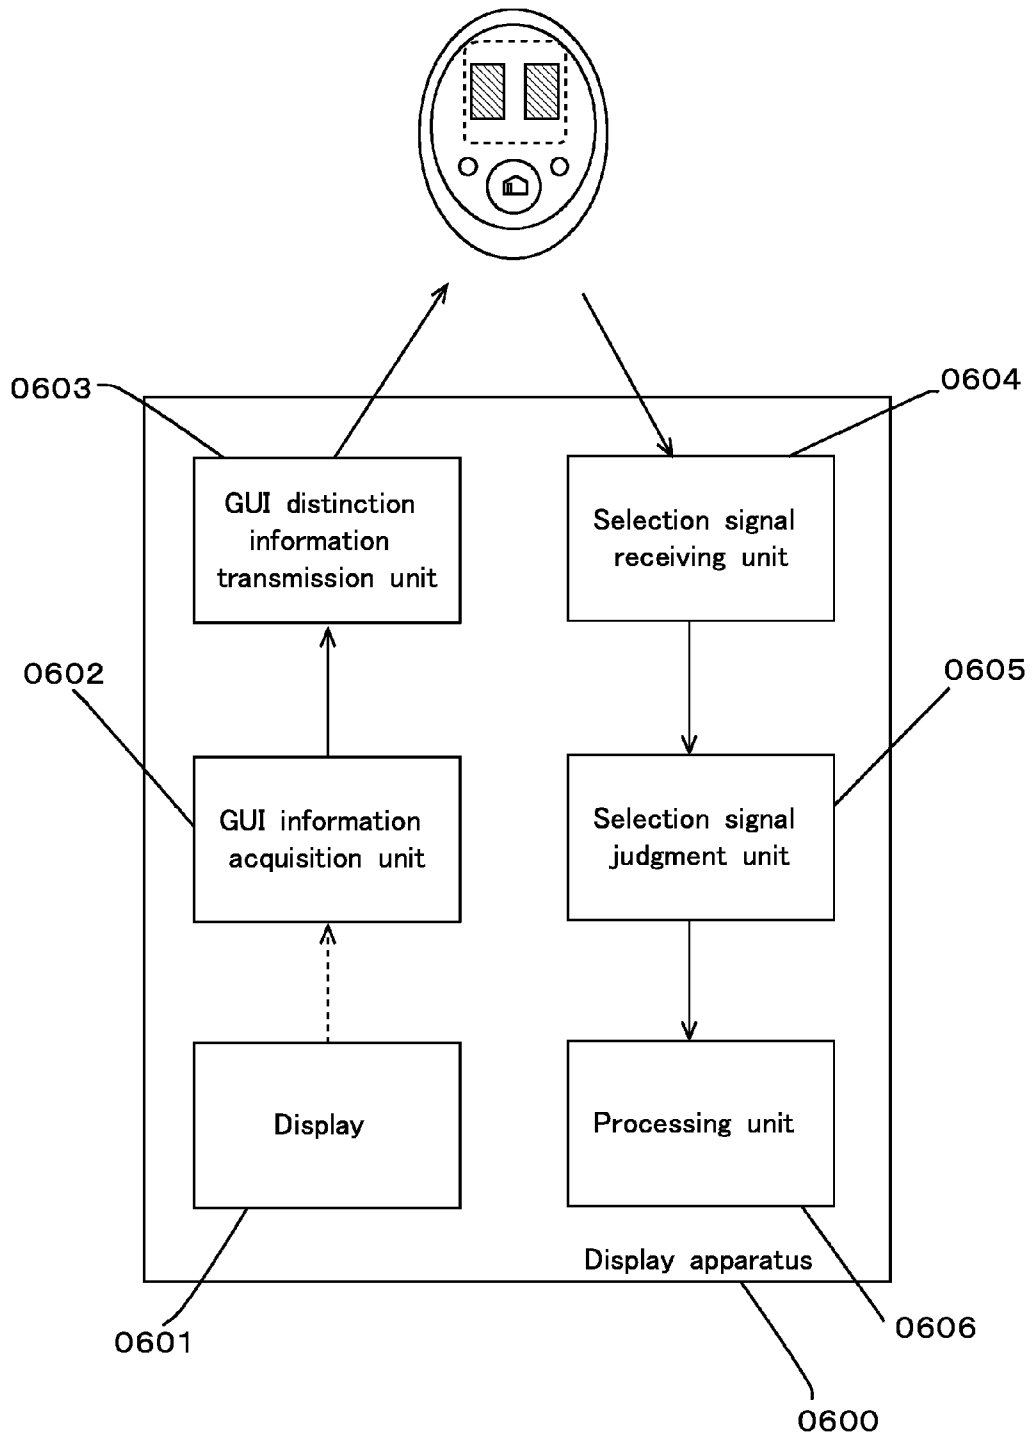 0603
0604
GUI distinction
information
transmission unit
Selection signal
receiving unit
0602
0605
GUI information
acquisition unit
Selection signal
judgment unit
Display
Processing unit
Display apparatus
0601
0606
0600